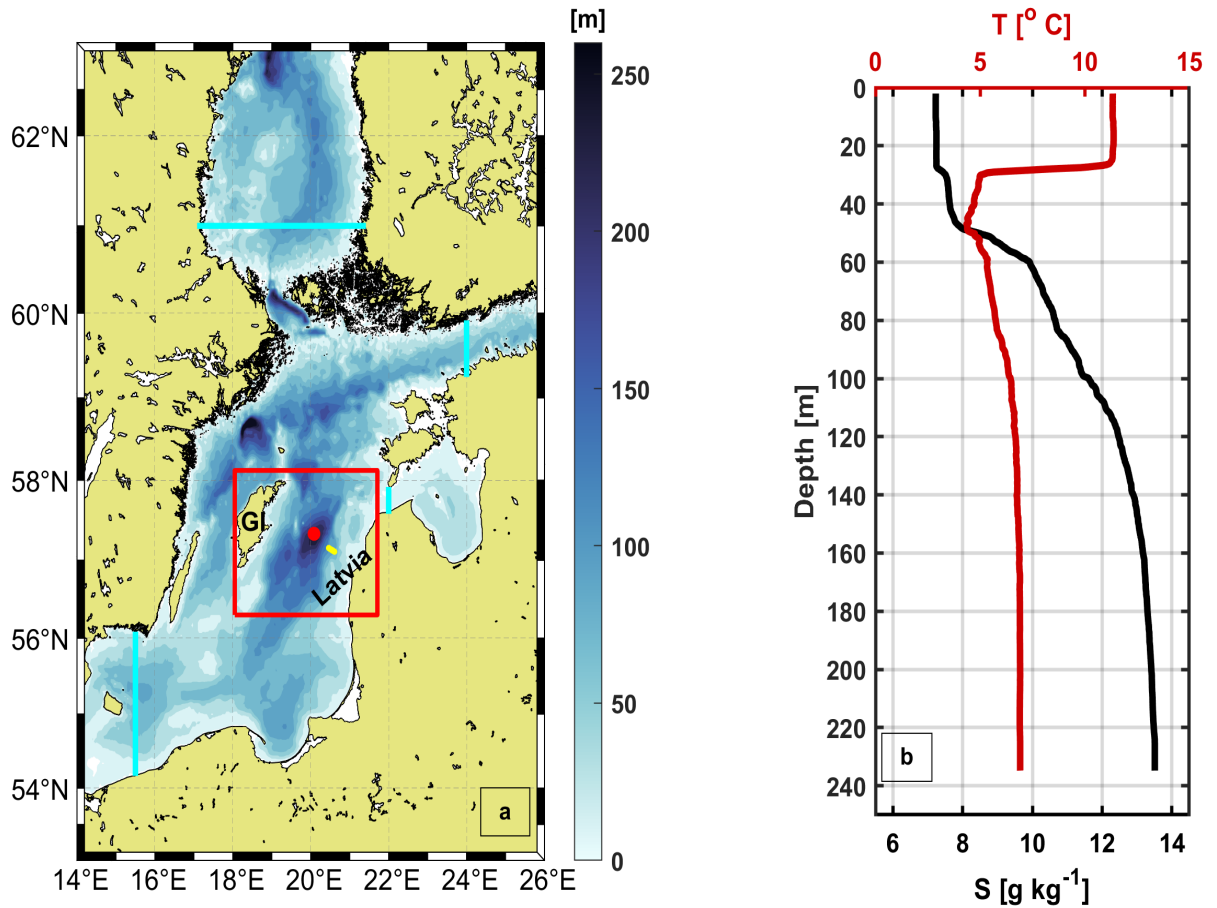 [m]
62°N
60°N
58°N
56°N
54°N
14°E 16°E 18°E 20°E 22°E 24°E 26°E
250
200
150
100
50
0
GI
Latvia
a
T [° C]
0 5 10 15
0
20
40
60
80
100
120
140
160
180
200
220
240
Depth [m]
b
6 8 10 12 14
S [g kg⁻¹]